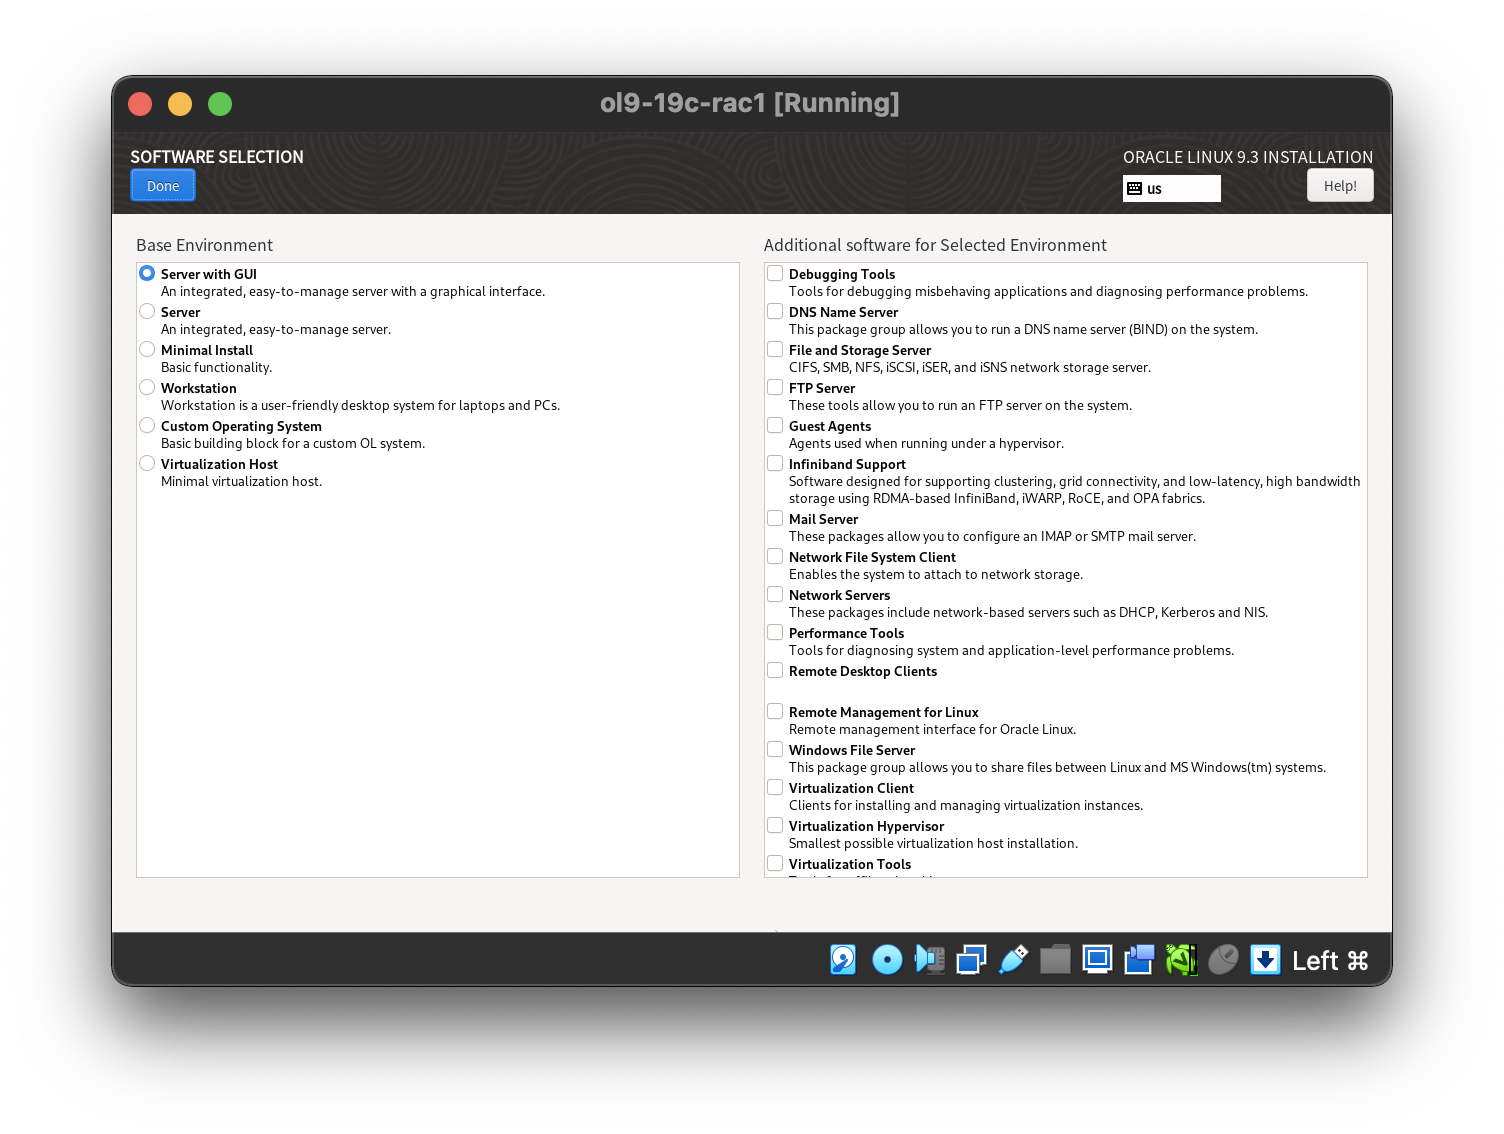 ol9-19c-rac1 [Running]
SOFTWARE SELECTION
Done
ORACLE LINUX 9.3 INSTALLATION
us
Help!
Base Environment
Server with GUI
An integrated, easy-to-manage server with a graphical interface.
Server
An integrated, easy-to-manage server.
Minimal Install
Basic functionality.
Workstation
Workstation is a user-friendly desktop system for laptops and PCs.
Custom Operating System
Basic building block for a custom OL system.
Virtualization Host
Minimal virtualization host.
Additional software for Selected Environment
Debugging Tools
Tools for debugging misbehaving applications and diagnosing performance problems.
DNS Name Server
This package group allows you to run a DNS name server (BIND) on the system.
File and Storage Server
CIFS, SMB, NFS, iSCSI, iSER, and iSNS network storage server.
FTP Server
These tools allow you to run an FTP server on the system.
Guest Agents
Agents used when running under a hypervisor.
Infiniband Support
Software designed for supporting clustering, grid connectivity, and low-latency, high bandwidth
storage using RDMA-based InfiniBand, iWARP, RoCE, and OPA fabrics.
Mail Server
These packages allow you to configure an IMAP or SMTP mail server.
Network File System Client
Enables the system to attach to network storage.
Network Servers
These packages include network-based servers such as DHCP, Kerberos and NIS.
Performance Tools
Tools for diagnosing system and application-level performance problems.
Remote Desktop Clients
Remote Management for Linux
Remote management interface for Oracle Linux.
Windows File Server
This package group allows you to share files between Linux and MS Windows(tm) systems.
Virtualization Client
Clients for installing and managing virtualization instances.
Virtualization Hypervisor
Smallest possible virtualization host installation.
Virtualization Tools
Left ⌘